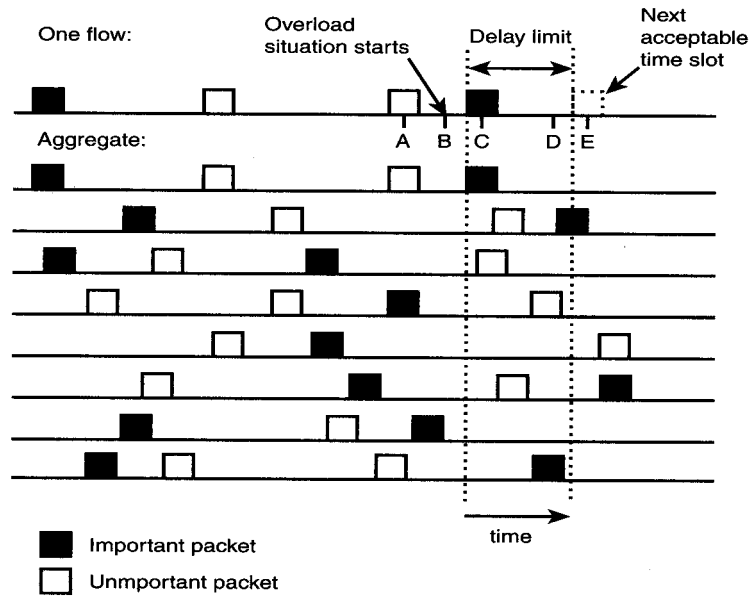 One flow:
Overload
situation starts
Delay limit
Next
acceptable
time slot
A B C D E
Aggregate:
time
Important packet
Unmportant packet